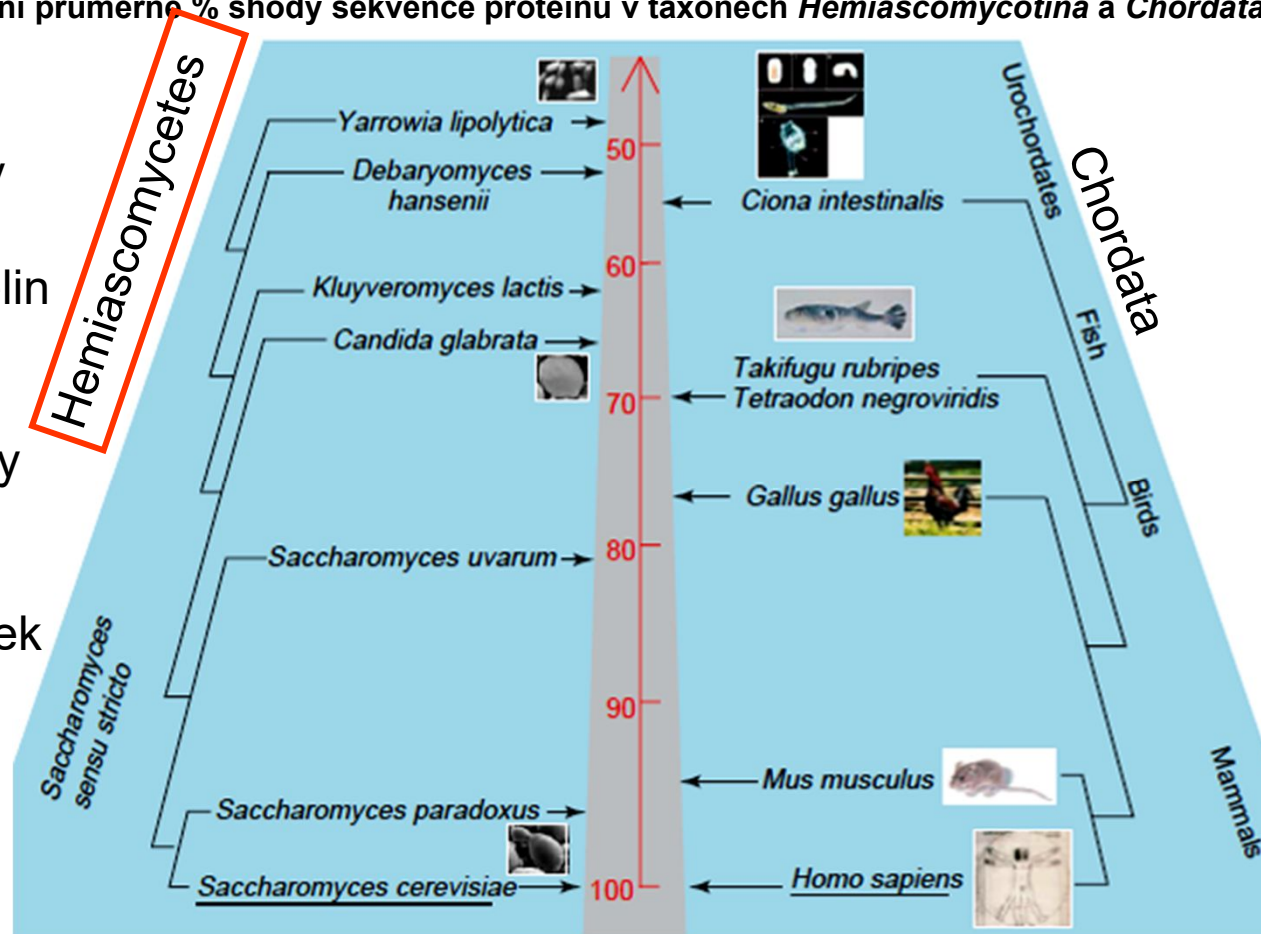 ní průměrné % shody sekvence proteinů v taxonech Hemiascomycotina a Chordata
Hemiascomycetes
lin
y
ek
Yarrowia lipolytica
Debaryomyces
hansenii
Kluyveromyces lactis
Candida glabrata
Saccharomyces uvarum
Saccharomyces
sensu stricto
Saccharomyces paradoxus
Saccharomyces cerevisiae
50
60
70
80
90
100
Ciona intestinalis
Takifugu rubripes
Tetraodon negroviridis
Gallus gallus
Mus musculus
Homo sapiens
Urochordates
Chordata
Fish
Birds
Mammals